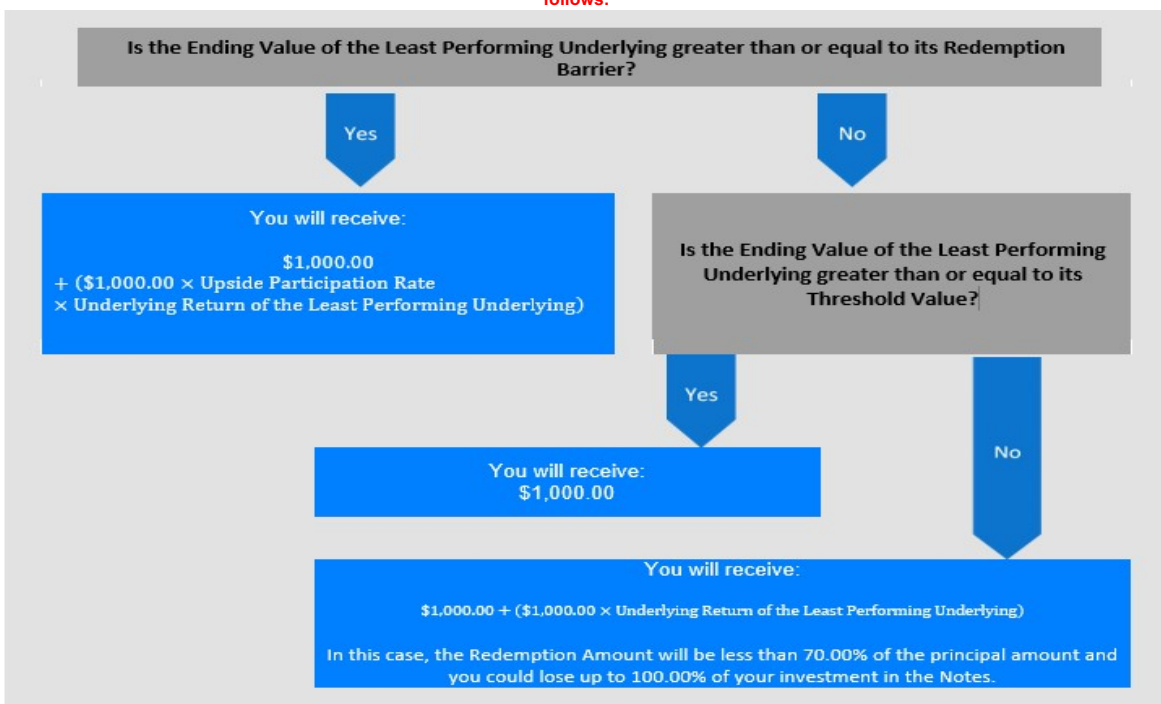 follows:
Is the Ending Value of the Least Performing Underlying greater than or equal to its Redemption
Barrier?
Yes
No
You will receive:
$1,000.00
+ ($1,000.00 × Upside Participation Rate
× Underlying Return of the Least Performing Underlying)
Is the Ending Value of the Least Performing
Underlying greater than or equal to its
Threshold Value?
Yes
No
You will receive:
$1,000.00
You will receive:
$1,000.00 + ($1,000.00 × Underlying Return of the Least Performing Underlying)
In this case, the Redemption Amount will be less than 70.00% of the principal amount and
you could lose up to 100.00% of your investment in the Notes.